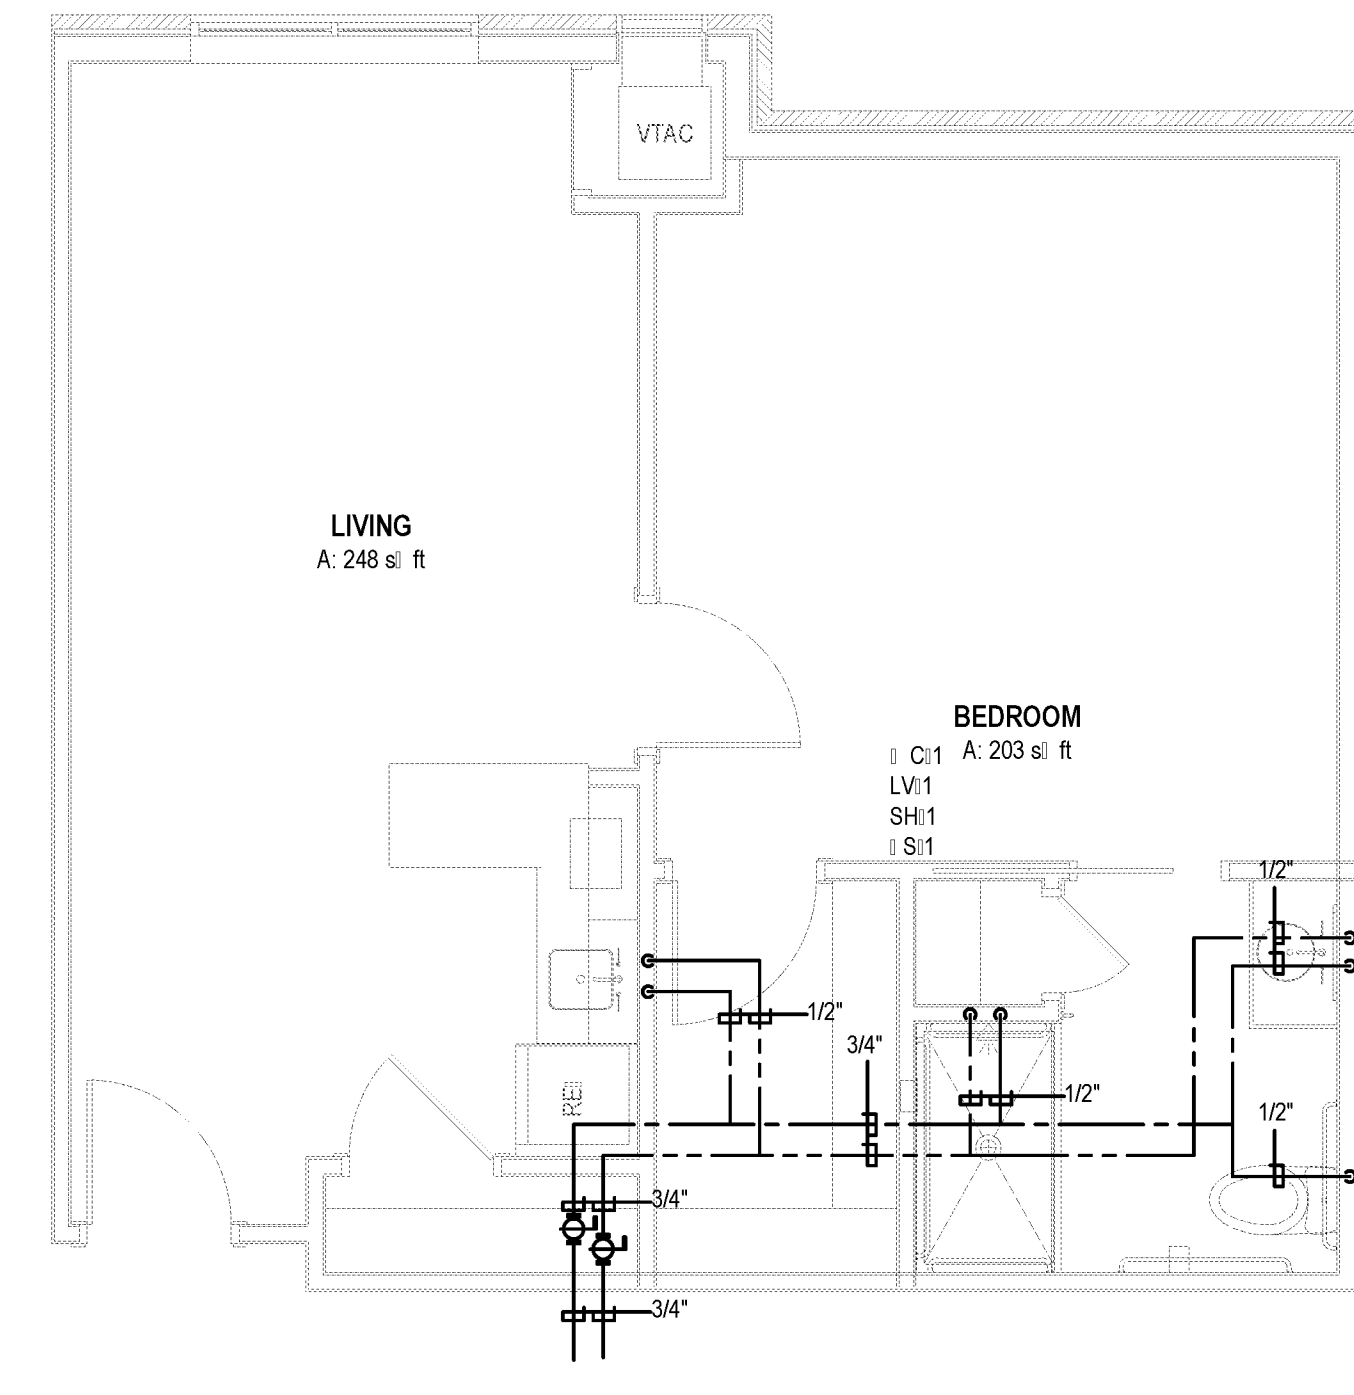 VTAC
LIVING
A: 248 s▯ ft
BEDROOM
A: 203 s▯ ft
▯ C▯1
LV▯1
SH▯1
▯ S▯1
1/2"
1/2"
3/4"
1/2"
1/2"
REF
3/4"
3/4"